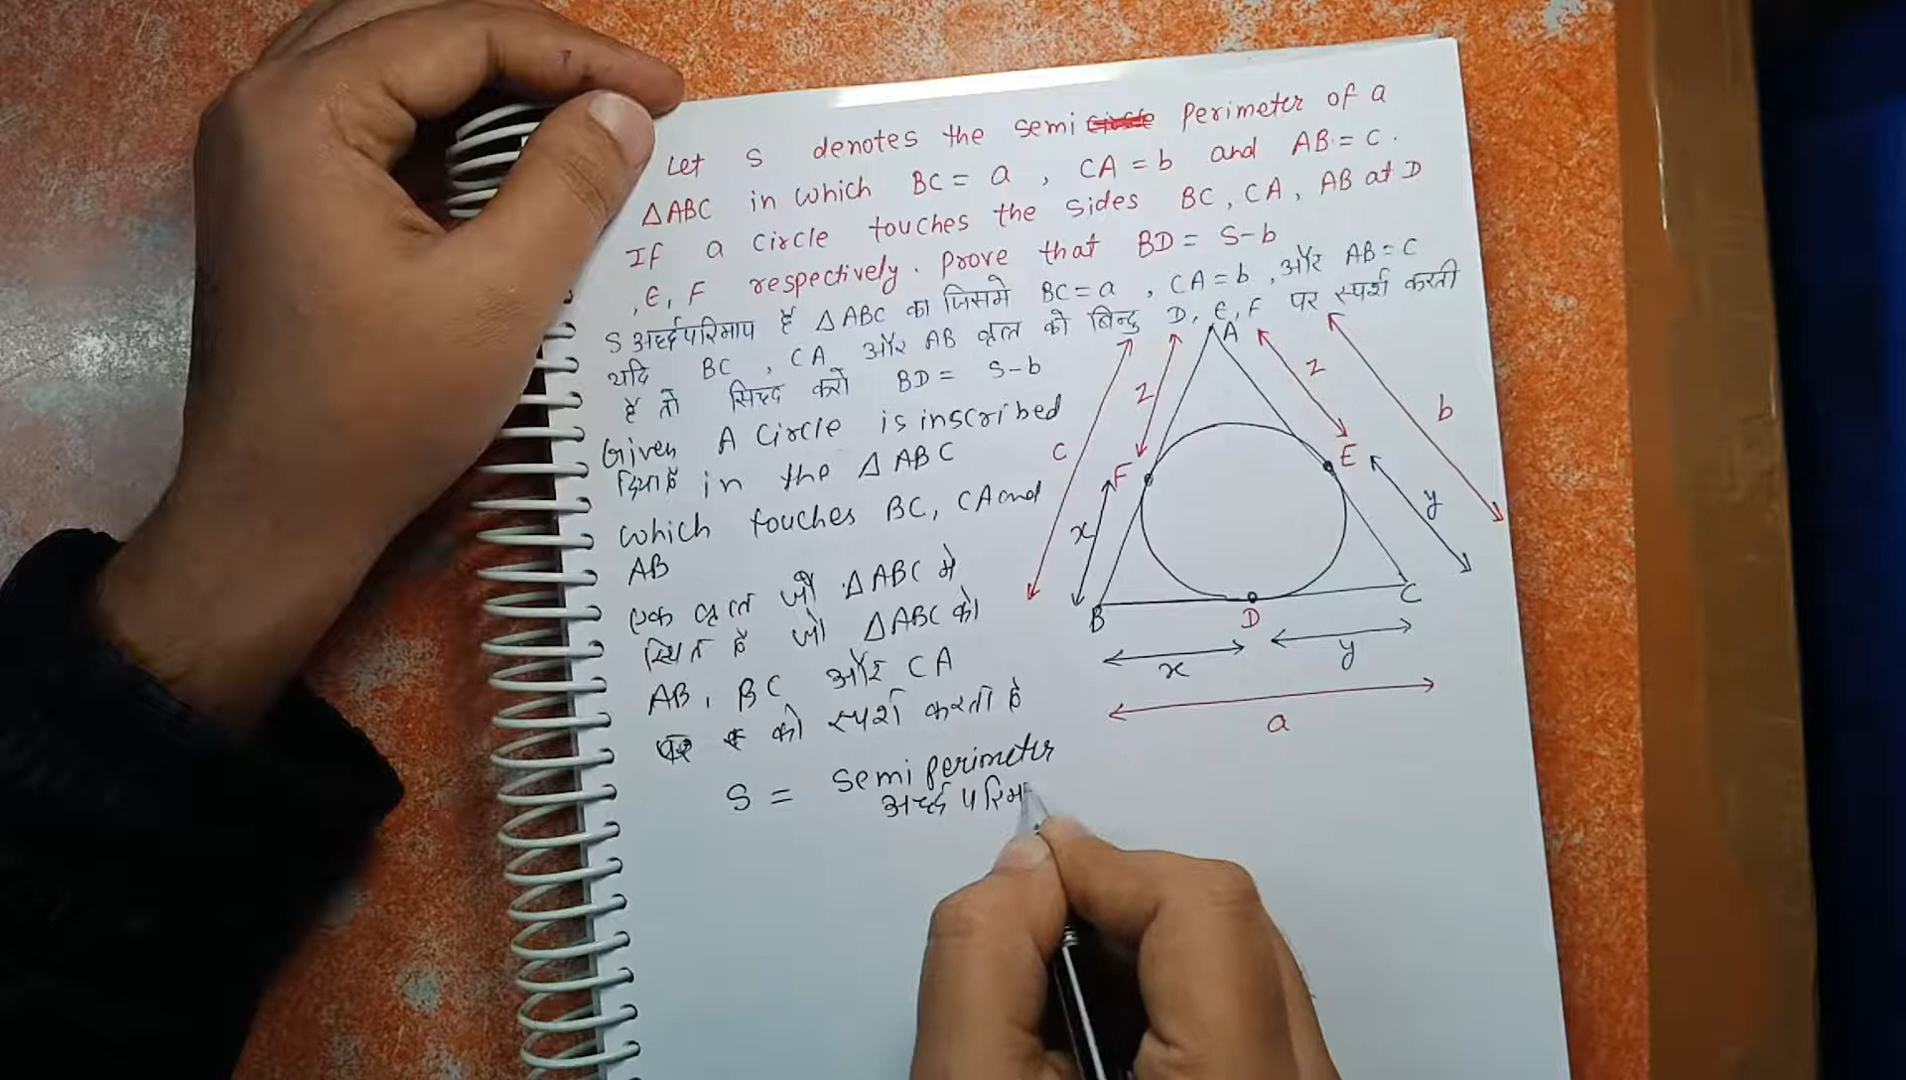 Let S denotes the semi Perimeter of a
△ABC in which BC = a , CA = b and AB = C .
If a Circle touches the sides BC , CA , AB at D
, E , F respectively . Prove that BD = S-b
S अर्द्धपरिमाप है △ABC का जिसमे BC = a , CA = b , और AB = C
यदि BC , CA और AB वृत्त को बिन्दु D , E , F पर स्पर्श करती
है तो सिद्ध करो BD = S-b
Given A Circle is inscribed
दिया है in the △ ABC
which touches BC, CA and
AB
एक वृत्त जो △ABC मे
स्थित है जो △ABC को
AB , BC और CA
को स्पर्श करता है
S = Semi perimeter
अर्द्ध परिम
A
z
z
b
C
F
E
x
y
B
D
C
x
y
a